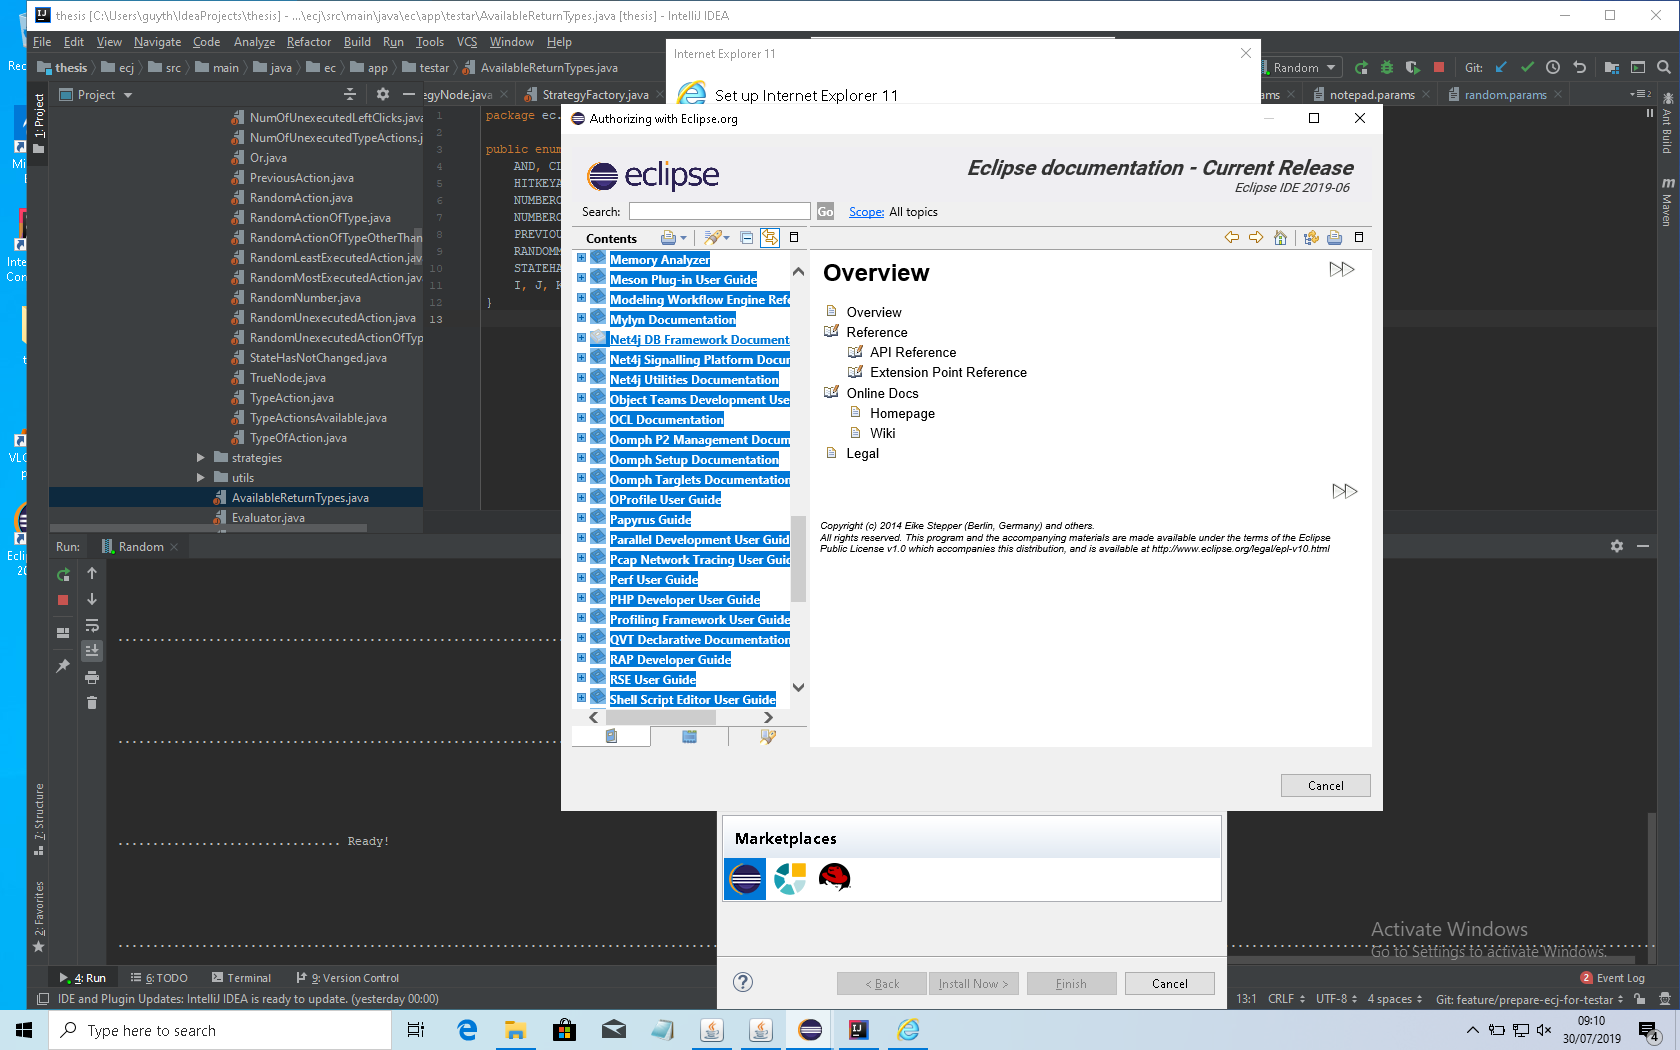 thesis [C:\Users\guyth\IdeaProjects\thesis] - ...\ecj\src\main\java\ec\app\testar\AvailableReturnTypes.java [thesis] - IntelliJ IDEA
File Edit View Navigate Code Analyze Refactor Build Run Tools VCS Window Help
thesis ecj src main java ec app testar AvailableReturnTypes.java
Random Git:
Internet Explorer 11
Set up Internet Explorer 11
1: Project
Project
StrategyFactory.java
notepad.params
random.params
Ant Build
Maven
NumOfUnexecutedLeftClicks.java
NumOfUnexecutedTypeActions.j
Or.java
PreviousAction.java
RandomAction.java
RandomActionOfType.java
RandomActionOfTypeOtherThan
RandomLeastExecutedAction.jav
RandomMostExecutedAction.jav
RandomNumber.java
RandomUnexecutedAction.java
RandomUnexecutedActionOfTyp
StateHasNotChanged.java
TrueNode.java
TypeAction.java
TypeActionsAvailable.java
TypeOfAction.java
strategies
utils
AvailableReturnTypes.java
Evaluator.java
1 package ec.
2
3 public enum
4 AND, CL
5 HITKEYA
6 NUMBERO
7 NUMBERO
8 PREVIOU
9 RANDOMM
10 STATEHA
11 I, J, K
12 }
13
Authorizing with Eclipse.org
eclipse
Eclipse documentation - Current Release
Eclipse IDE 2019-06
Search: Go Scope: All topics
Contents
Memory Analyzer
Meson Plug-in User Guide
Modeling Workflow Engine Refe
Mylyn Documentation
Net4j DB Framework Document
Net4j Signalling Platform Docur
Net4j Utilities Documentation
Object Teams Development Use
OCL Documentation
Oomph P2 Management Docum
Oomph Setup Documentation
Oomph Targlets Documentation
OProfile User Guide
Papyrus Guide
Parallel Development User Guid
Pcap Network Tracing User Guid
Perf User Guide
PHP Developer User Guide
Profiling Framework User Guide
QVT Declarative Documentation
RAP Developer Guide
RSE User Guide
Shell Script Editor User Guide
Overview
Overview
Reference
API Reference
Extension Point Reference
Online Docs
Homepage
Wiki
Legal
Copyright (c) 2014 Eike Stepper (Berlin, Germany) and others.
All rights reserved. This program and the accompanying materials are made available under the terms of the Eclipse
Public License v1.0 which accompanies this distribution, and is available at http://www.eclipse.org/legal/epl-v10.html
Cancel
Run: Random
.............................. Ready!
7: Structure
2: Favorites
Marketplaces
? < Back Install Now > Finish Cancel
Activate Windows
Go to Settings to activate Windows.
4: Run 6: TODO Terminal 9: Version Control 2 Event Log
IDE and Plugin Updates: IntelliJ IDEA is ready to update. (yesterday 00:00) 13:1 CRLF UTF-8 4 spaces Git: feature/prepare-ecj-for-testar
Type here to search
09:10
30/07/2019
4